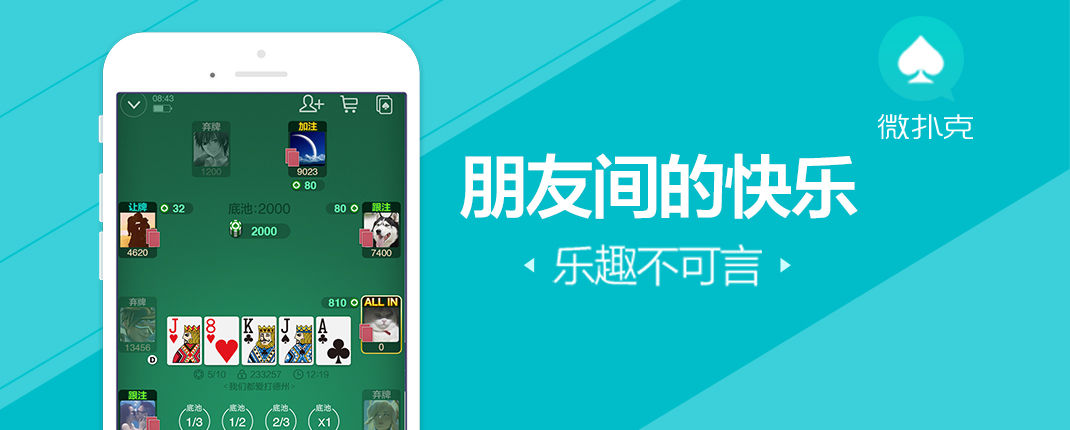 08:43
弃牌
1200
加注
9023
80
让牌
4620
32
底池:2000
2000
80
跟注
7400
弃牌
13456
D
810
ALL IN
0
J
8
K
J
A
5/10
233257
12:19
<我们都爱打德州>
跟注
底池
1/3
底池
1/2
底池
2/3
底池
X1
弃牌
微扑克
朋友间的快乐
乐趣不可言